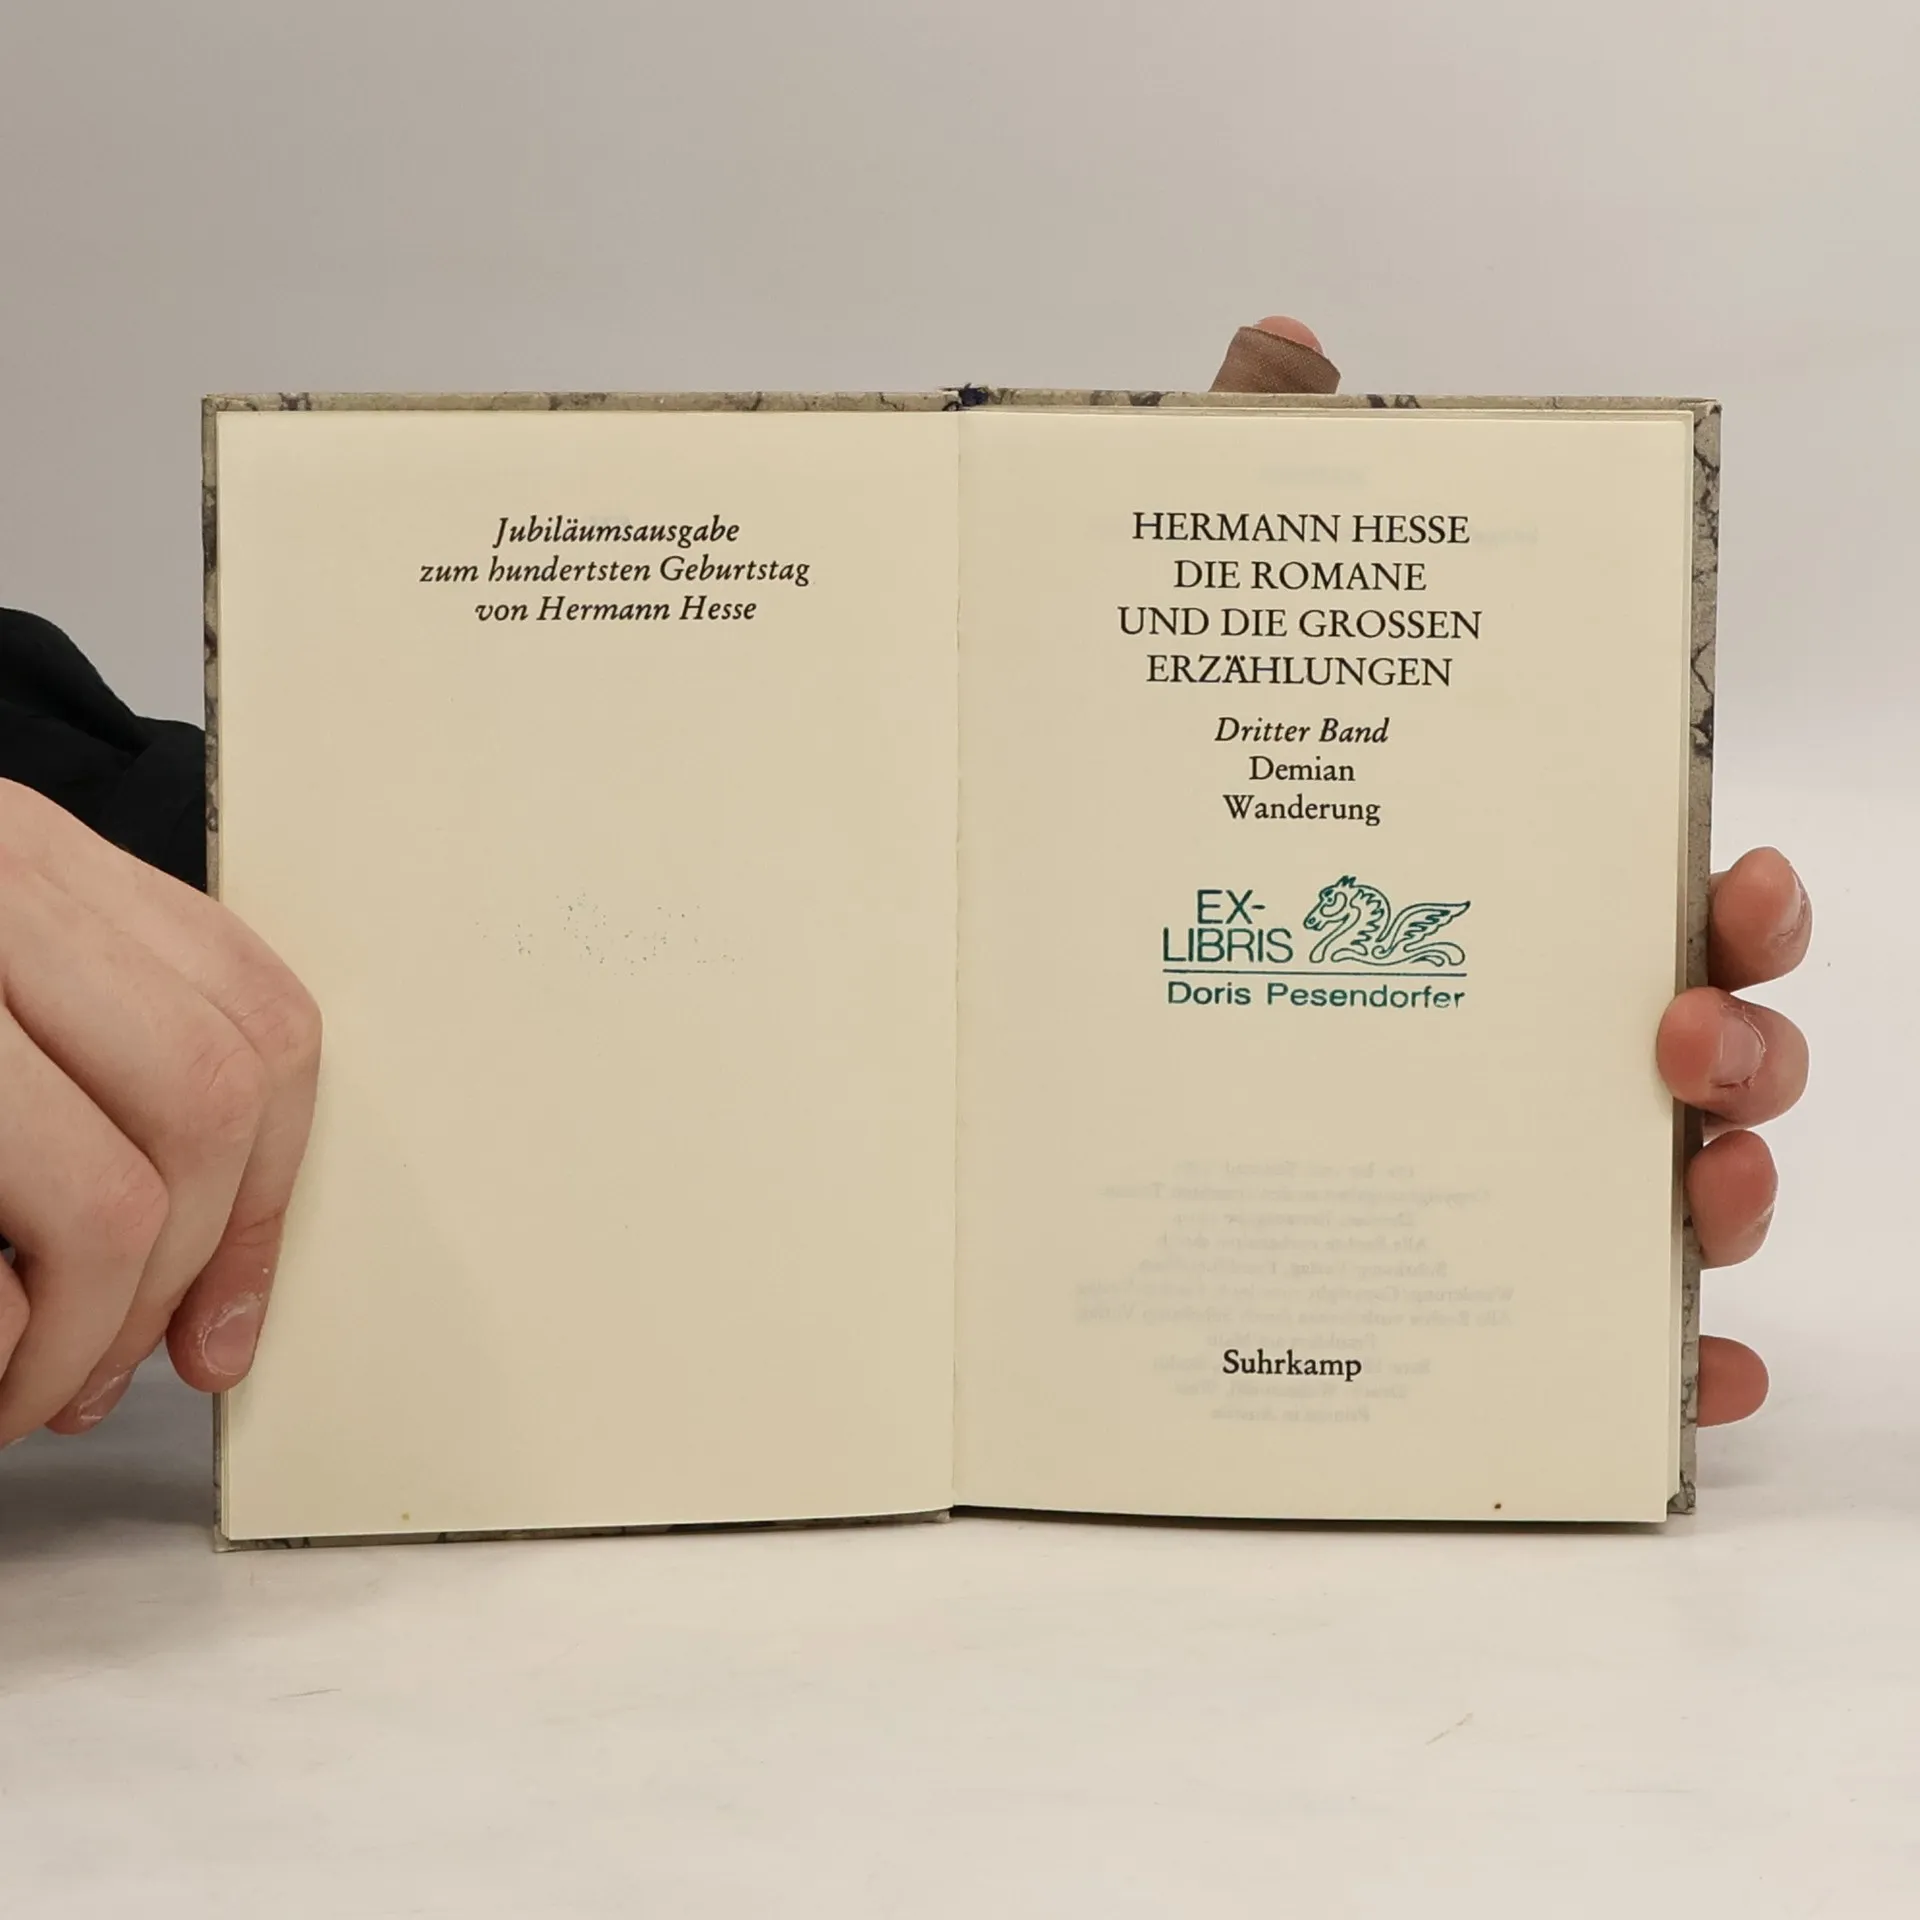 Jubiläumsausgabe
zum hundertsten Geburtstag
von Hermann Hesse
HERMANN HESSE
DIE ROMANE
UND DIE GROSSEN
ERZÄHLUNGEN
Dritter Band
Demian
Wanderung
EX-
LIBRIS
Doris Pesendorfer
Suhrkamp